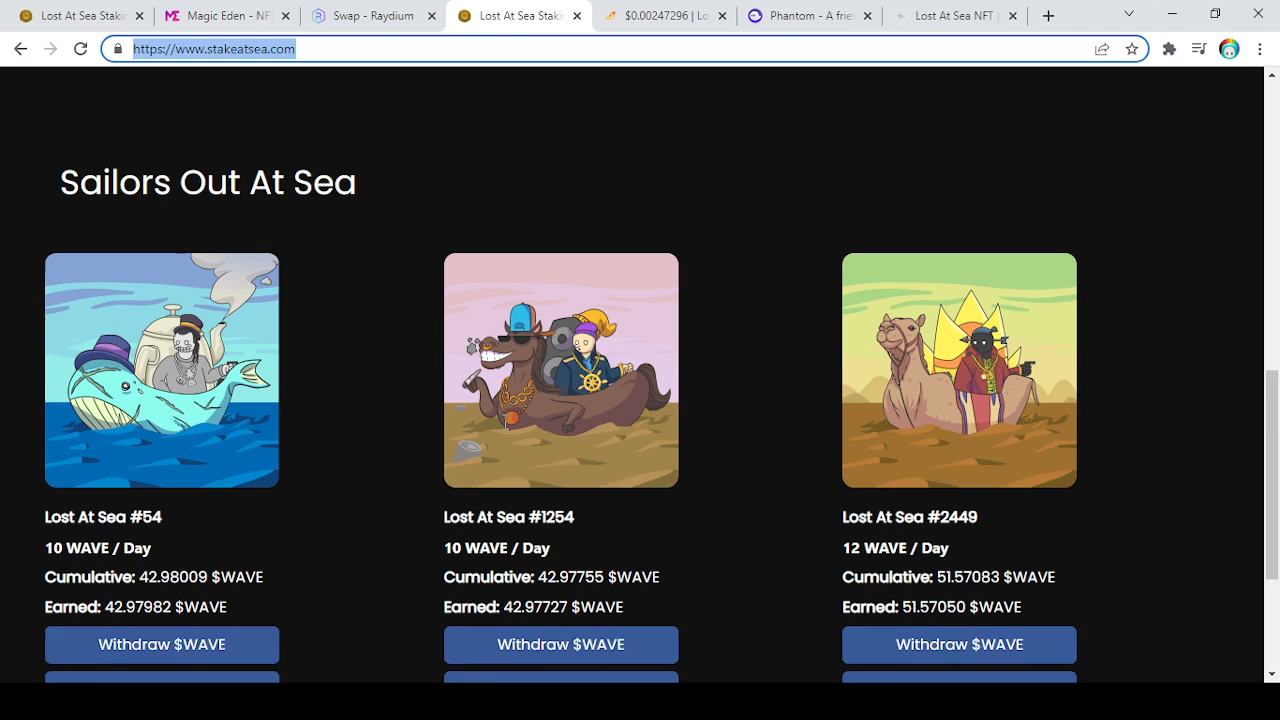 Lost At Sea Stakin
Magic Eden - NF
Swap - Raydium
Lost At Sea Stakin
$0.00247296 | Lo
Phantom - A frie
Lost At Sea NFT |
https://www.stakeatsea.com
Sailors Out At Sea
Lost At Sea #54
10 WAVE / Day
Cumulative: 42.98009 $WAVE
Earned: 42.97982 $WAVE
Withdraw $WAVE
Lost At Sea #1254
10 WAVE / Day
Cumulative: 42.97755 $WAVE
Earned: 42.97727 $WAVE
Withdraw $WAVE
Lost At Sea #2449
12 WAVE / Day
Cumulative: 51.57083 $WAVE
Earned: 51.57050 $WAVE
Withdraw $WAVE